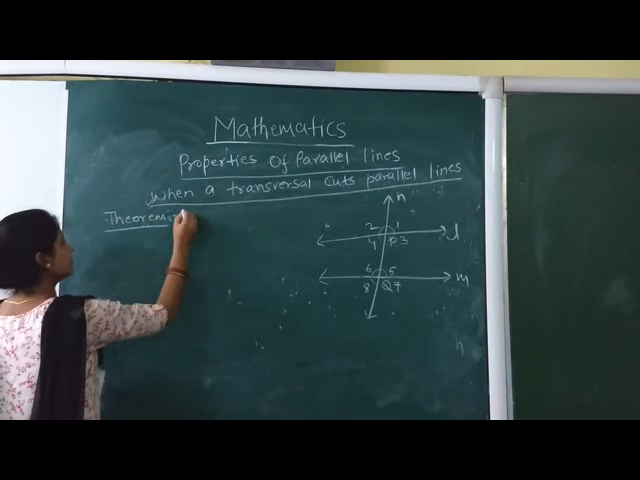 Mathematics
Properties Of Parallel lines
When a transversal cuts parallel lines
Theorem:
n
2 1
l
4 P 3
6 5
m
8 Q 7